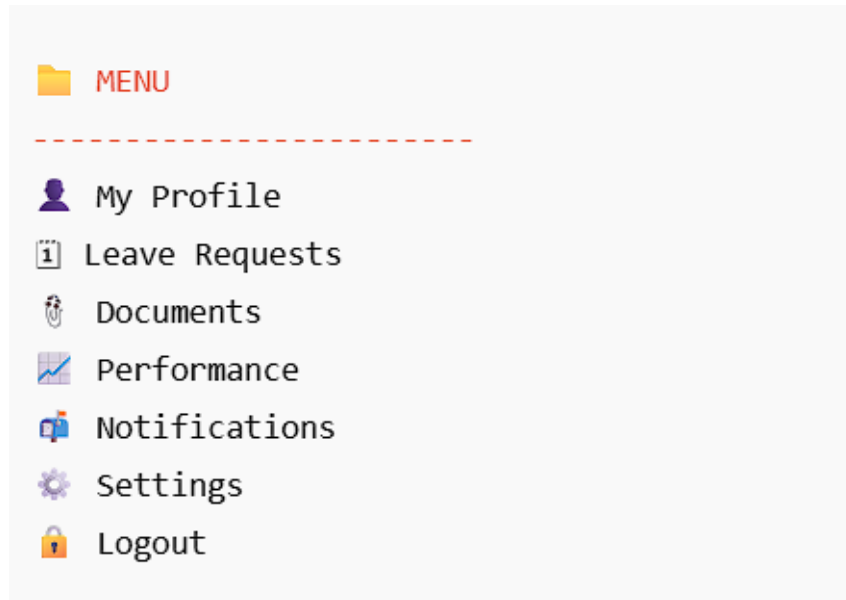 MENU
------------------------
My Profile
Leave Requests
Documents
Performance
Notifications
Settings
Logout